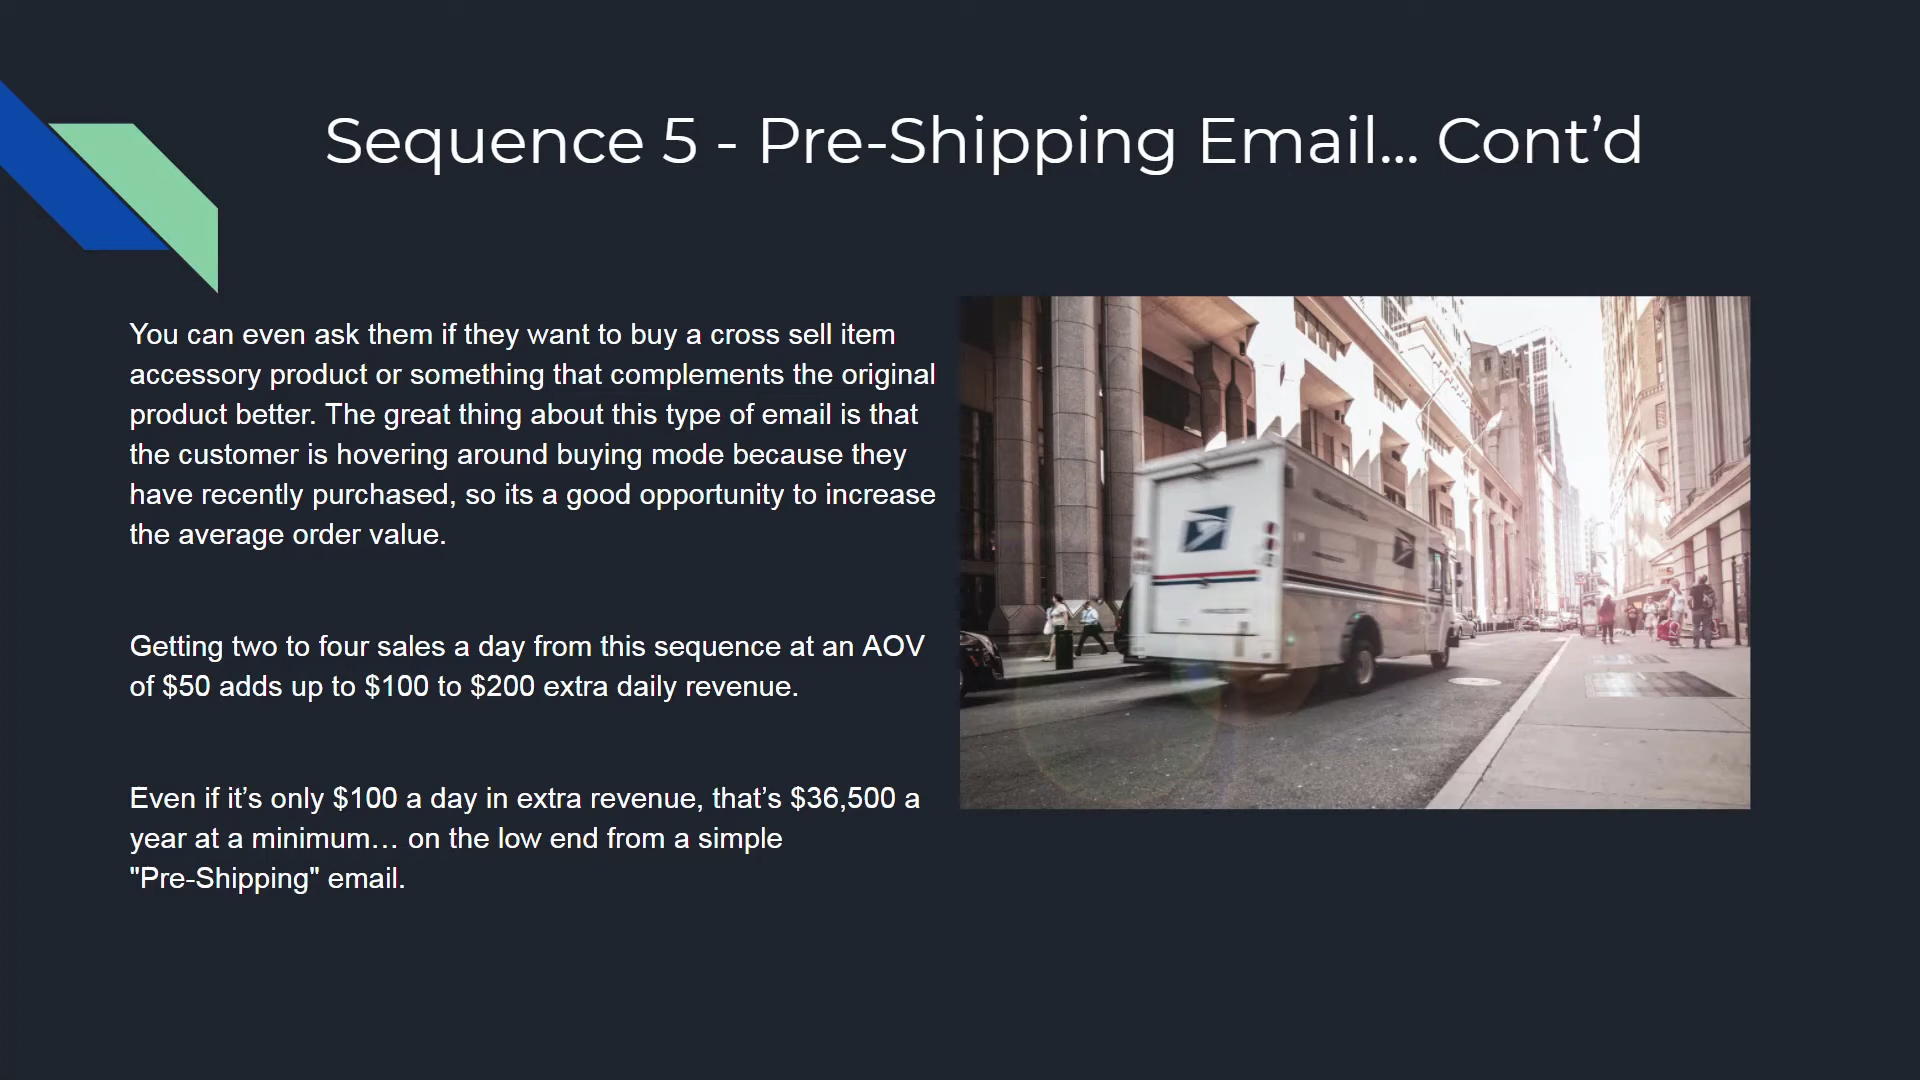 Sequence 5 - Pre-Shipping Email... Cont’d
You can even ask them if they want to buy a cross sell item
accessory product or something that complements the original
product better. The great thing about this type of email is that
the customer is hovering around buying mode because they
have recently purchased, so its a good opportunity to increase
the average order value.
Getting two to four sales a day from this sequence at an AOV
of $50 adds up to $100 to $200 extra daily revenue.
Even if it’s only $100 a day in extra revenue, that’s $36,500 a
year at a minimum… on the low end from a simple
"Pre-Shipping" email.